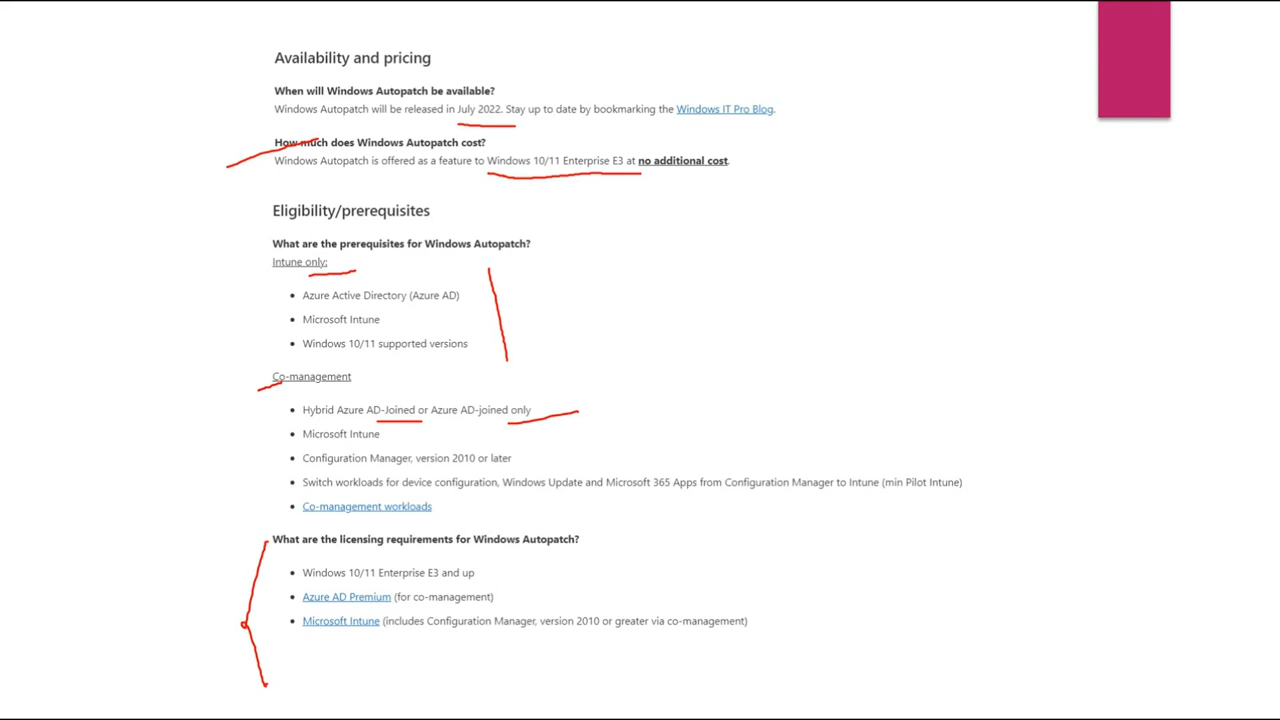 Availability and pricing
When will Windows Autopatch be available?
Windows Autopatch will be released in July 2022. Stay up to date by bookmarking the Windows IT Pro Blog.
How much does Windows Autopatch cost?
Windows Autopatch is offered as a feature to Windows 10/11 Enterprise E3 at no additional cost.
Eligibility/prerequisites
What are the prerequisites for Windows Autopatch?
Intune only:
• Azure Active Directory (Azure AD)
• Microsoft Intune
• Windows 10/11 supported versions
Co-management
• Hybrid Azure AD-Joined or Azure AD-joined only
• Microsoft Intune
• Configuration Manager, version 2010 or later
• Switch workloads for device configuration, Windows Update and Microsoft 365 Apps from Configuration Manager to Intune (min Pilot Intune)
• Co-management workloads
What are the licensing requirements for Windows Autopatch?
• Windows 10/11 Enterprise E3 and up
• Azure AD Premium (for co-management)
• Microsoft Intune (includes Configuration Manager, version 2010 or greater via co-management)